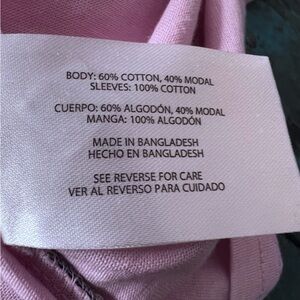 BODY: 60% COTTON, 40% MODAL
SLEEVES: 100% COTTON
CUERPO: 60% ALGODÓN, 40% MODAL
MANGA: 100% ALGODÓN
MADE IN BANGLADESH
HECHO EN BANGLADESH
SEE REVERSE FOR CARE
VER AL REVERSO PARA CUIDADO